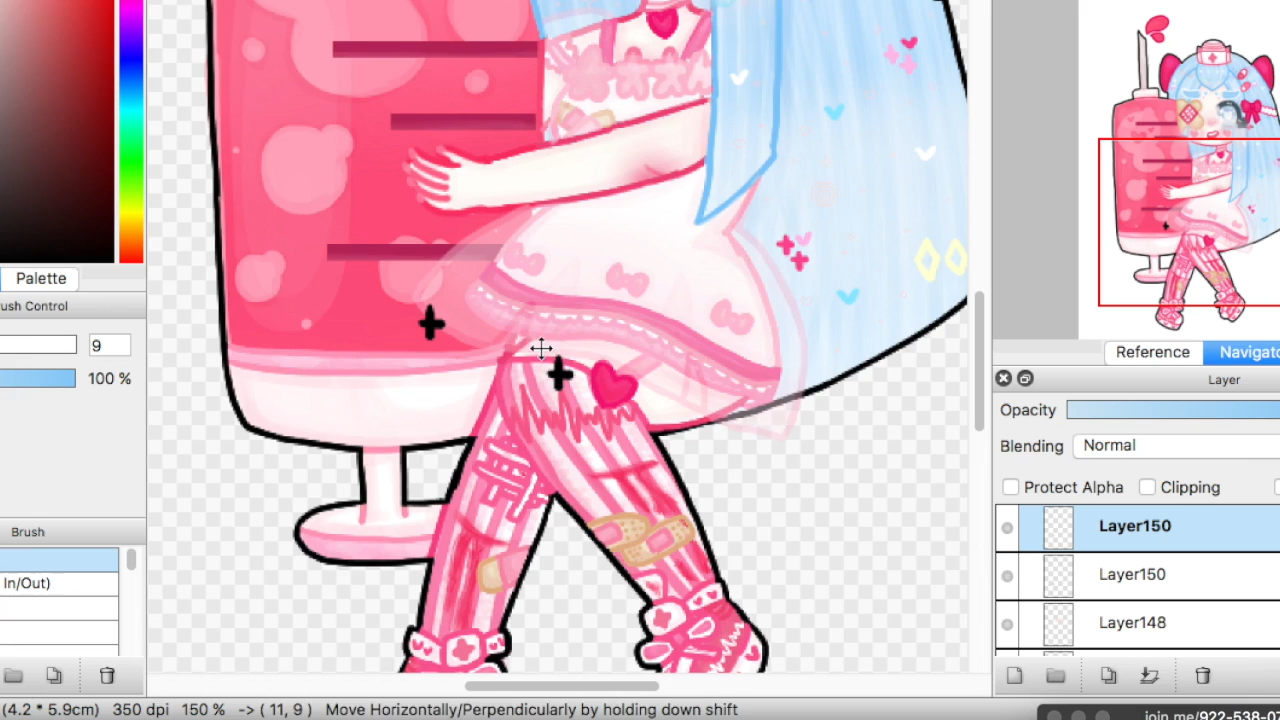 Palette
ush Control
9
100 %
Brush
In/Out)
Reference
Navigato
Layer
Opacity
Blending
Normal
Protect Alpha
Clipping
Layer150
Layer150
Layer148
(4.2 * 5.9cm) 350 dpi 150 % -> ( 11, 9 ) Move Horizontally/Perpendicularly by holding down shift
join.me/922-538-07